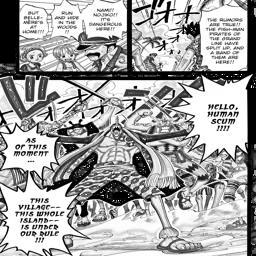 THE RUMORS
ARE TRUE!!
THE FISH-MAN
PIRATES OF
THE GRAND
LINE HAVE
SPLIT UP, AND
A BAND OF
THEM ARE
HERE!!
NAMI!!
NOJIKO!!
IT'S
DANGEROUS
HERE!!
RUN
AND HIDE
IN THE
WOODS
!!
BUT
BELLE-
MERE'S
AT
HOME!!
HELLO,
HUMAN
SCUM
!!!!
AS
OF THIS
MOMENT
...
THIS
VILLAGE--
THIS WHOLE
ISLAND--
IS UNDER
OUR RULE
!!!